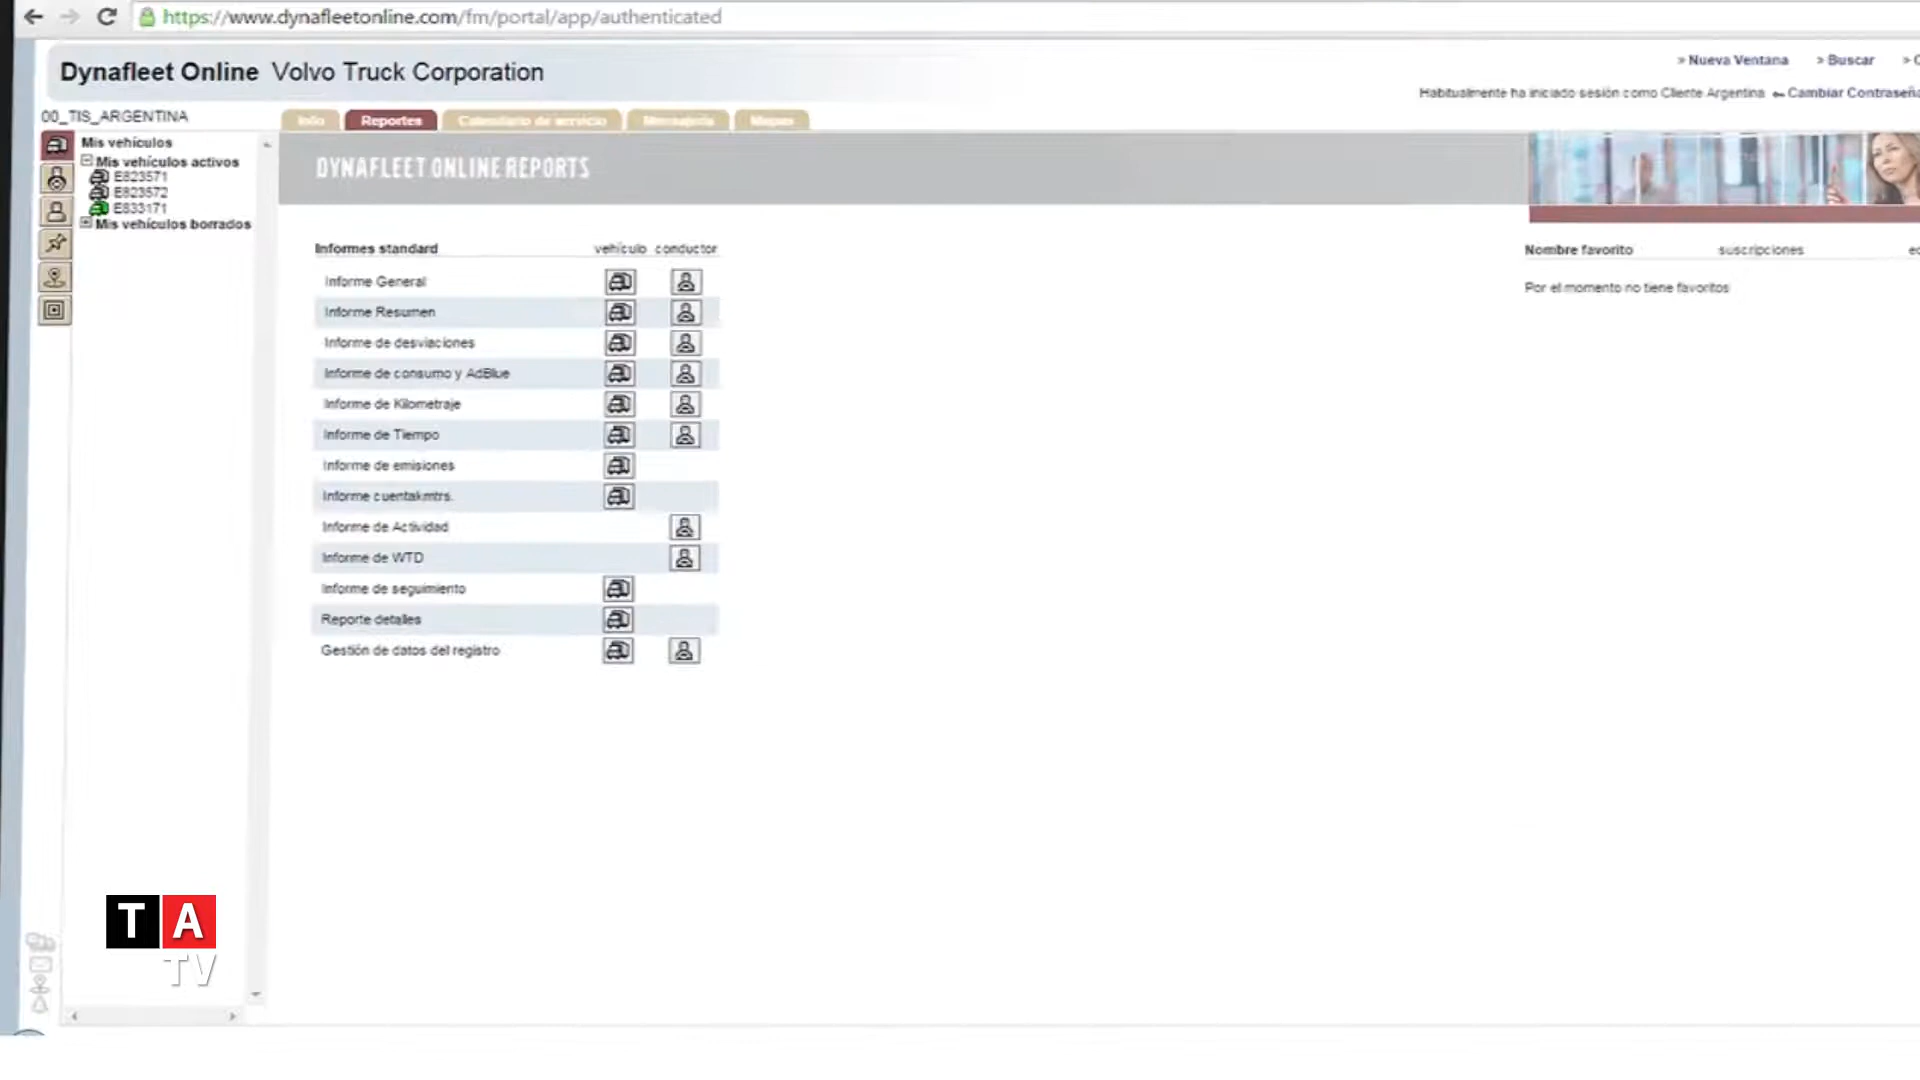 https://www.dynafleetonline.com/fm/portal/app/authenticated
Dynafleet Online Volvo Truck Corporation
» Nueva Ventana » Buscar »
Habitualmente ha iniciado sesión como Cliente Argentina Cambiar Contraseña
00_TIS_ARGENTINA
Info Reportes Calendario de servicio Mensajería Mapas
Mis vehículos
Mis vehículos activos
E823571
E823572
E833171
Mis vehículos borrados
DYNAFLEET ONLINE REPORTS
Informes standard vehículo conductor
Informe General
Informe Resumen
Informe de desviaciones
Informe de consumo y AdBlue
Informe de Kilometraje
Informe de Tiempo
Informe de emisiones
Informe cuentakmtrs.
Informe de Actividad
Informe de WTD
Informe de seguimiento
Reporte detalles
Gestión de datos del registro
Nombre favorito suscripciones
Por el momento no tiene favoritos
TA
TV